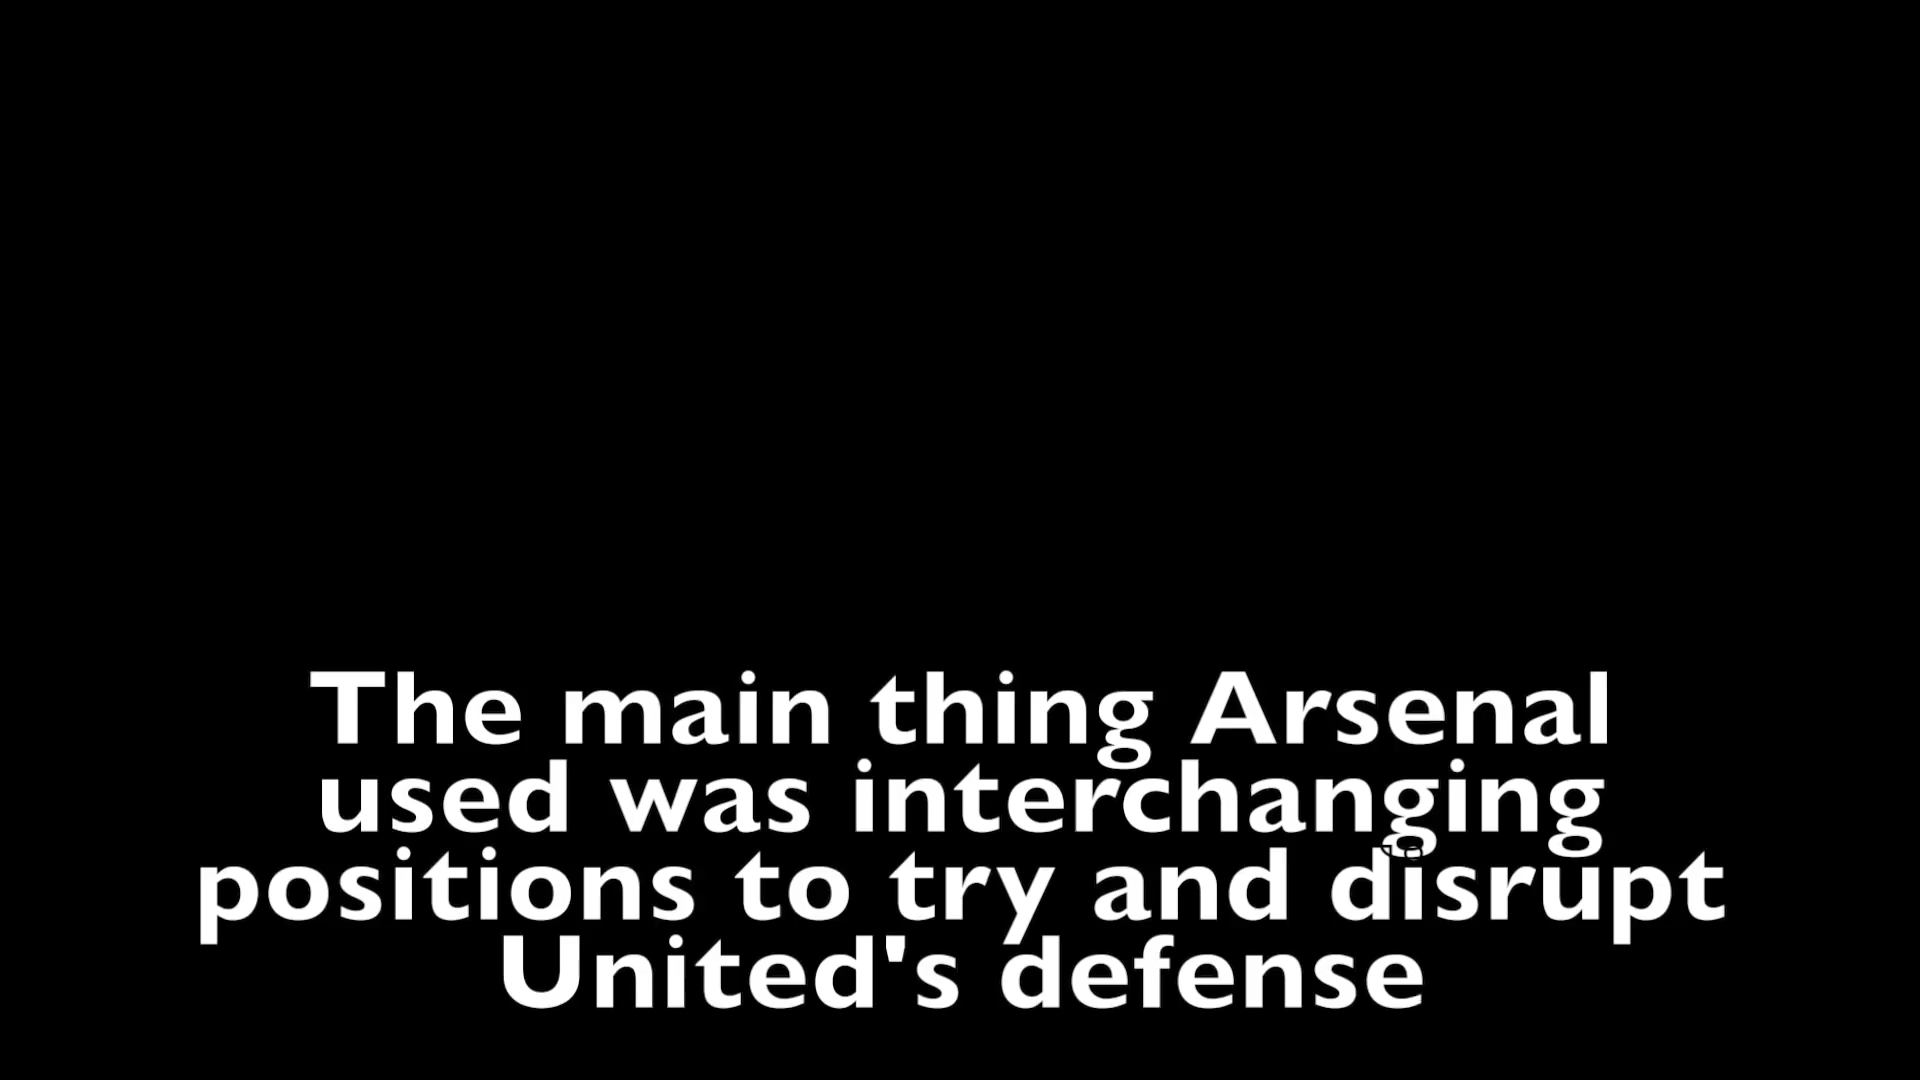 The main thing Arsenal
used was interchanging
positions to try and disrupt
United's defense